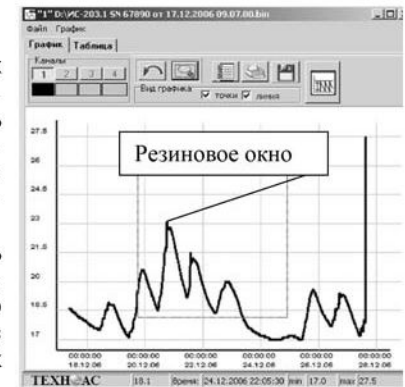 "1" D:\ИС-203.1 SN 67890 от 17.12.2006 09.07.00.bin
Файл График
График Таблица
Каналы
1 2 3 4
Вид графика
точки линия
27.5
26
24.5
23
21.5
20
18.5
17
Резиновое окно
00:00:00 00:00:00 00:00:00 00:00:00 00:00:00 00:00:00
18.12.06 20.12.06 22.12.06 24.12.06 26.12.06 28.12.06
ТЕХНОАС 18.1 Время: 24.12.2006 22:05:30 min 17.0 max 27.5